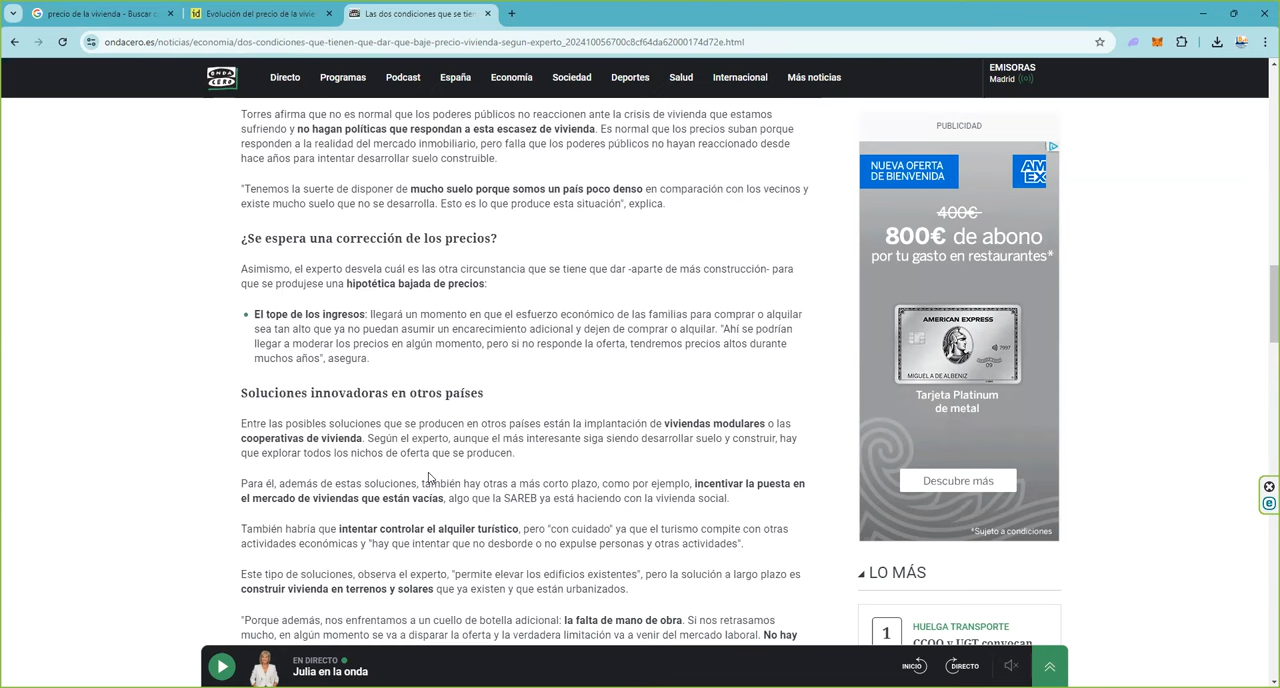 precio de la vivienda - Buscar c
Evolución del precio de la vivie
Las dos condiciones que se tie
ondacero.es/noticias/economia/dos-condiciones-que-tienen-que-dar-que-baje-precio-vivienda-segun-experto_202410056700c8cf64da62000174d72e.html
ONDA CERO
Directo Programas Podcast España Economía Sociedad Deportes Salud Internacional Más noticias
EMISORAS
Madrid
Torres afirma que no es normal que los poderes públicos no reaccionen ante la crisis de vivienda que estamos
sufriendo y no hagan políticas que respondan a esta escasez de vivienda. Es normal que los precios suban porque
responden a la realidad del mercado inmobiliario, pero falla que los poderes públicos no hayan reaccionado desde
hace años para intentar desarrollar suelo construible.
"Tenemos la suerte de disponer de mucho suelo porque somos un país poco denso en comparación con los vecinos y
existe mucho suelo que no se desarrolla. Esto es lo que produce esta situación", explica.
¿Se espera una corrección de los precios?
Asimismo, el experto desvela cuál es las otra circunstancia que se tiene que dar -aparte de más construcción- para
que se produjese una hipotética bajada de precios:
El tope de los ingresos: llegará un momento en que el esfuerzo económico de las familias para comprar o alquilar
sea tan alto que ya no puedan asumir un encarecimiento adicional y dejen de comprar o alquilar. "Ahí se podrían
llegar a moderar los precios en algún momento, pero si no responde la oferta, tendremos precios altos durante
muchos años", asegura.
Soluciones innovadoras en otros países
Entre las posibles soluciones que se producen en otros países están la implantación de viviendas modulares o las
cooperativas de vivienda. Según el experto, aunque el más interesante siga siendo desarrollar suelo y construir, hay
que explorar todos los nichos de oferta que se producen.
Para él, además de estas soluciones, también hay otras a más corto plazo, como por ejemplo, incentivar la puesta en
el mercado de viviendas que están vacías, algo que la SAREB ya está haciendo con la vivienda social.
También habría que intentar controlar el alquiler turístico, pero "con cuidado" ya que el turismo compite con otras
actividades económicas y "hay que intentar que no desborde o no expulse personas y otras actividades".
Este tipo de soluciones, observa el experto, "permite elevar los edificios existentes", pero la solución a largo plazo es
construir vivienda en terrenos y solares que ya existen y que están urbanizados.
"Porque además, nos enfrentamos a un cuello de botella adicional: la falta de mano de obra. Si nos retrasamos
mucho, en algún momento se va a disparar la oferta y la verdadera limitación va a venir del mercado laboral. No hay
PUBLICIDAD
NUEVA OFERTA
DE BIENVENIDA
AM
EX
400€
800€ de abono
por tu gasto en restaurantes*
AMERICAN EXPRESS
7997
09
MIGUEL A DE ALBENIZ
Tarjeta Platinum
de metal
Descubre más
*Sujeto a condiciones
LO MÁS
1
HUELGA TRANSPORTE
CCOO y UGT convocan
EN DIRECTO
Julia en la onda
INICIO
DIRECTO